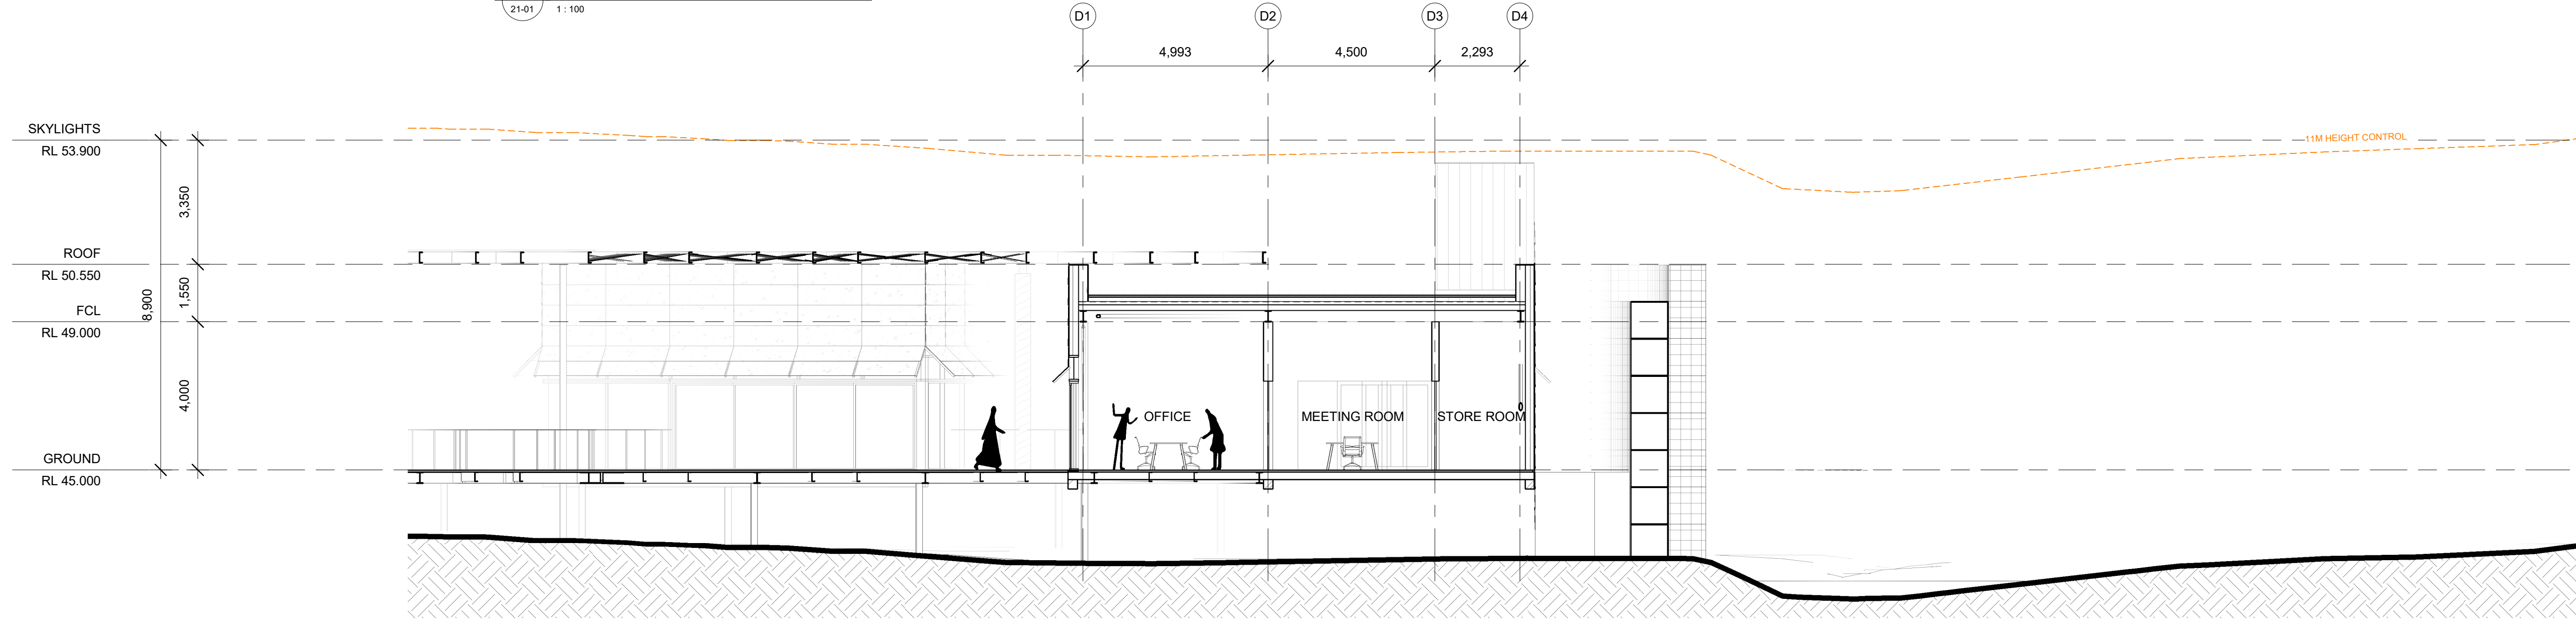 21-01 1 : 100
D1 D2 D3 D4
4,993 4,500 2,293
SKYLIGHTS
RL 53.900
11M HEIGHT CONTROL
3,350
ROOF
RL 50.550
1,550
8,900
FCL
RL 49.000
4,000
OFFICE MEETING ROOM STORE ROOM
GROUND
RL 45.000